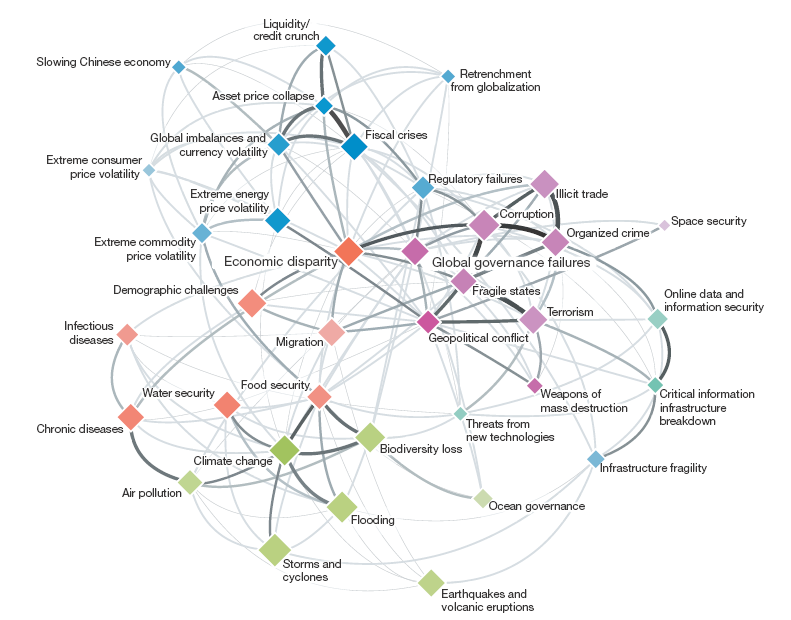 Liquidity/
credit crunch
Slowing Chinese economy
Retrenchment
from globalization
Asset price collapse
Global imbalances and
currency volatility
Fiscal crises
Extreme consumer
price volatility
Regulatory failures
Illicit trade
Extreme energy
price volatility
Corruption
Space security
Organized crime
Extreme commodity
price volatility
Economic disparity
Global governance failures
Demographic challenges
Fragile states
Online data and
information security
Terrorism
Infectious
diseases
Migration
Geopolitical conflict
Water security
Food security
Weapons of
mass destruction
Critical information
infrastructure
breakdown
Chronic diseases
Threats from
new technologies
Biodiversity loss
Climate change
Infrastructure fragility
Air pollution
Ocean governance
Flooding
Storms and
cyclones
Earthquakes and
volcanic eruptions